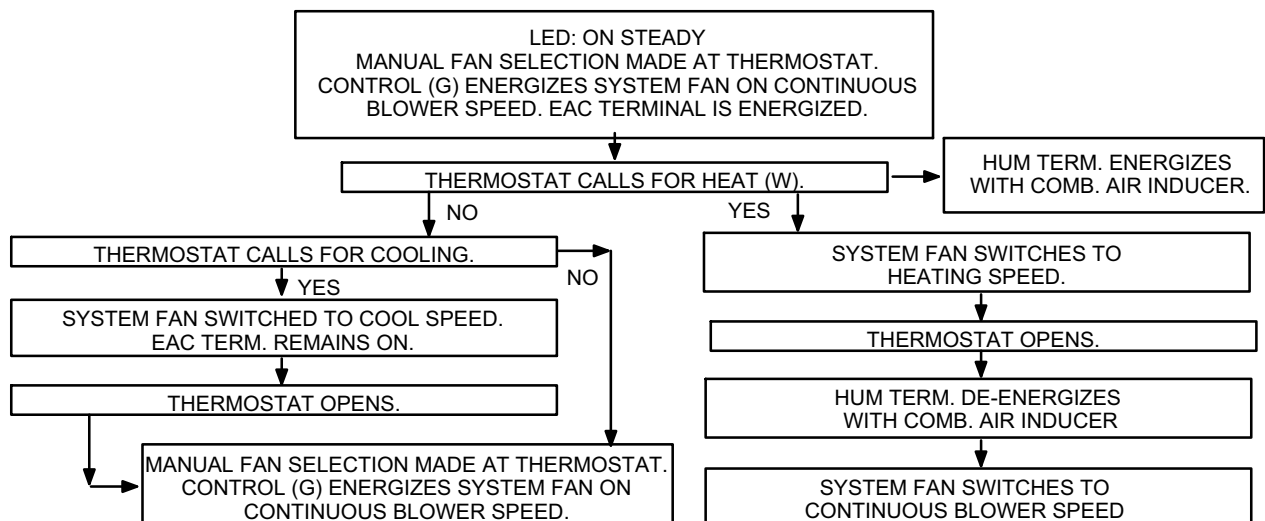 LED: ON STEADY
MANUAL FAN SELECTION MADE AT THERMOSTAT.
CONTROL (G) ENERGIZES SYSTEM FAN ON CONTINUOUS
BLOWER SPEED. EAC TERMINAL IS ENERGIZED.
THERMOSTAT CALLS FOR HEAT (W).
HUM TERM. ENERGIZES
WITH COMB. AIR INDUCER.
NO
YES
THERMOSTAT CALLS FOR COOLING.
NO
YES
SYSTEM FAN SWITCHED TO COOL SPEED.
EAC TERM. REMAINS ON.
THERMOSTAT OPENS.
MANUAL FAN SELECTION MADE AT THERMOSTAT.
CONTROL (G) ENERGIZES SYSTEM FAN ON
CONTINUOUS BLOWER SPEED.
SYSTEM FAN SWITCHES TO
HEATING SPEED.
THERMOSTAT OPENS.
HUM TERM. DE-ENERGIZES
WITH COMB. AIR INDUCER
SYSTEM FAN SWITCHES TO
CONTINUOUS BLOWER SPEED